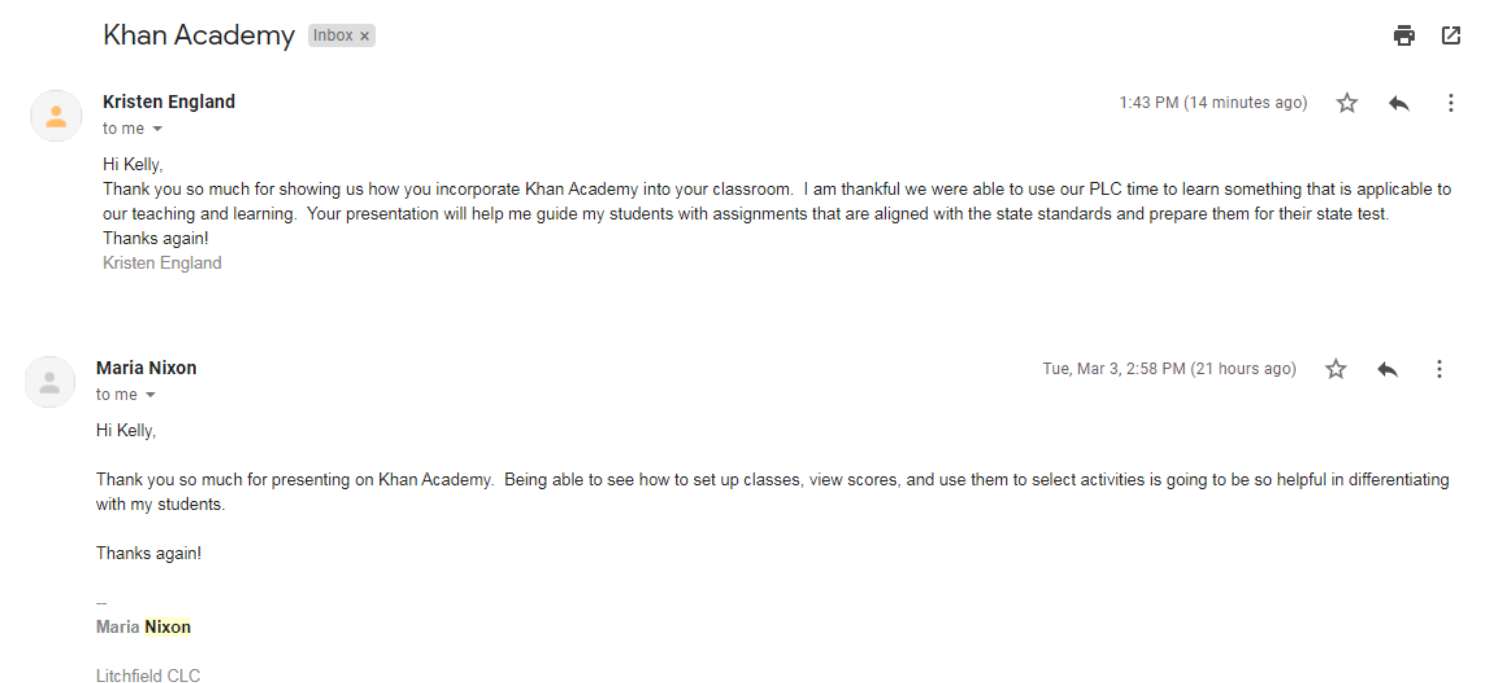 Khan Academy Inbox x
Kristen England 1:43 PM (14 minutes ago)
to me
Hi Kelly,
Thank you so much for showing us how you incorporate Khan Academy into your classroom.  I am thankful we were able to use our PLC time to learn something that is applicable to
our teaching and learning.  Your presentation will help me guide my students with assignments that are aligned with the state standards and prepare them for their state test.
Thanks again!
Kristen England
Maria Nixon Tue, Mar 3, 2:58 PM (21 hours ago)
to me
Hi Kelly,
Thank you so much for presenting on Khan Academy.  Being able to see how to set up classes, view scores, and use them to select activities is going to be so helpful in differentiating
with my students.
Thanks again!
--
Maria Nixon
Litchfield CLC